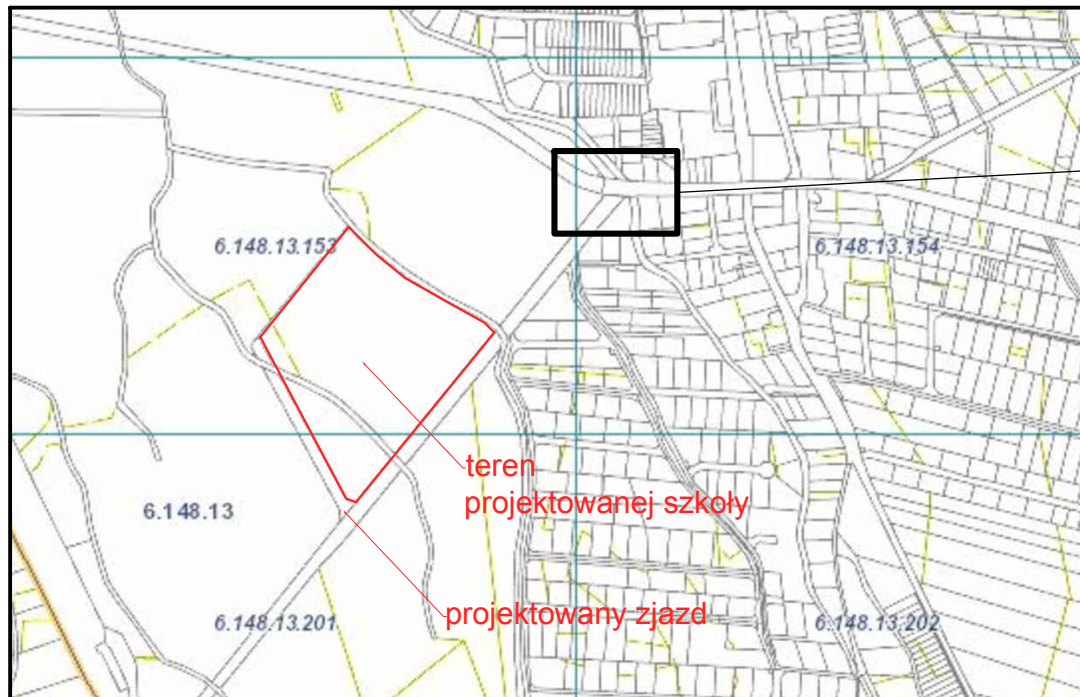 6.148.13.153
6.148.13.154
teren
projektowanej szkoły
6.148.13
projektowany zjazd
6.148.13.201
6.148.13.202